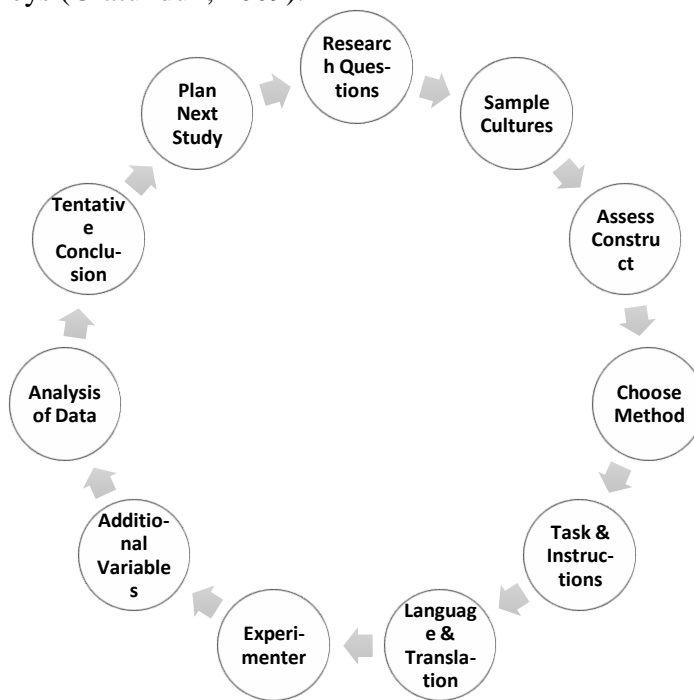 Researc
h Ques-
tions
Sample
Cultures
Assess
Constru
ct
Choose
Method
Task &
Instruc-
tions
Languag
e &
Transla-
tion
Experi-
menter
Additio-
nal
Variable
s
Analysis
of Data
Tentativ
e
Conclu-
sion
Plan
Next
Study